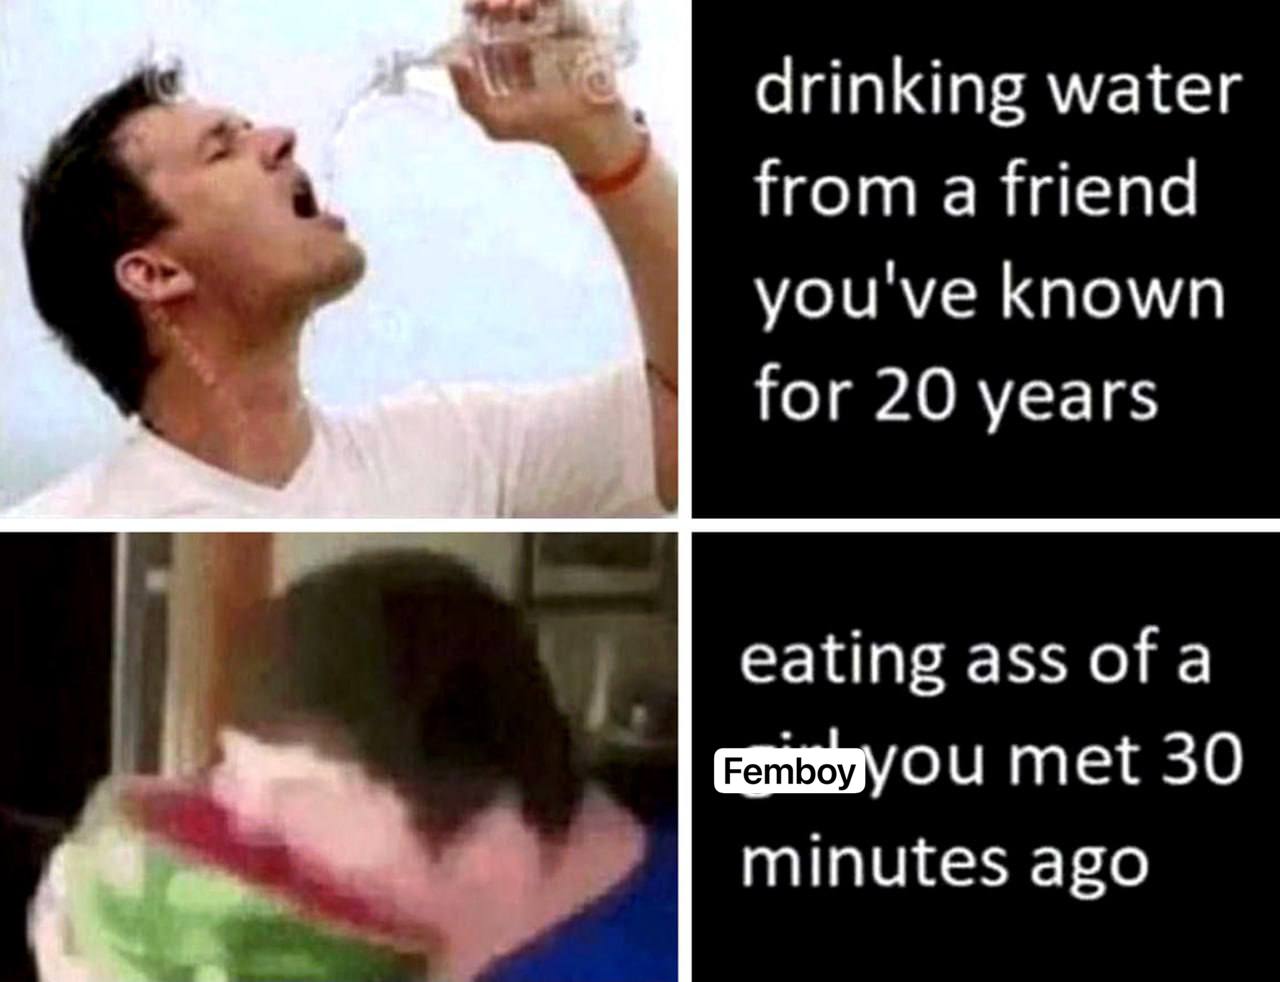 drinking water
from a friend
you've known
for 20 years
eating ass of a
Femboy you met 30
minutes ago